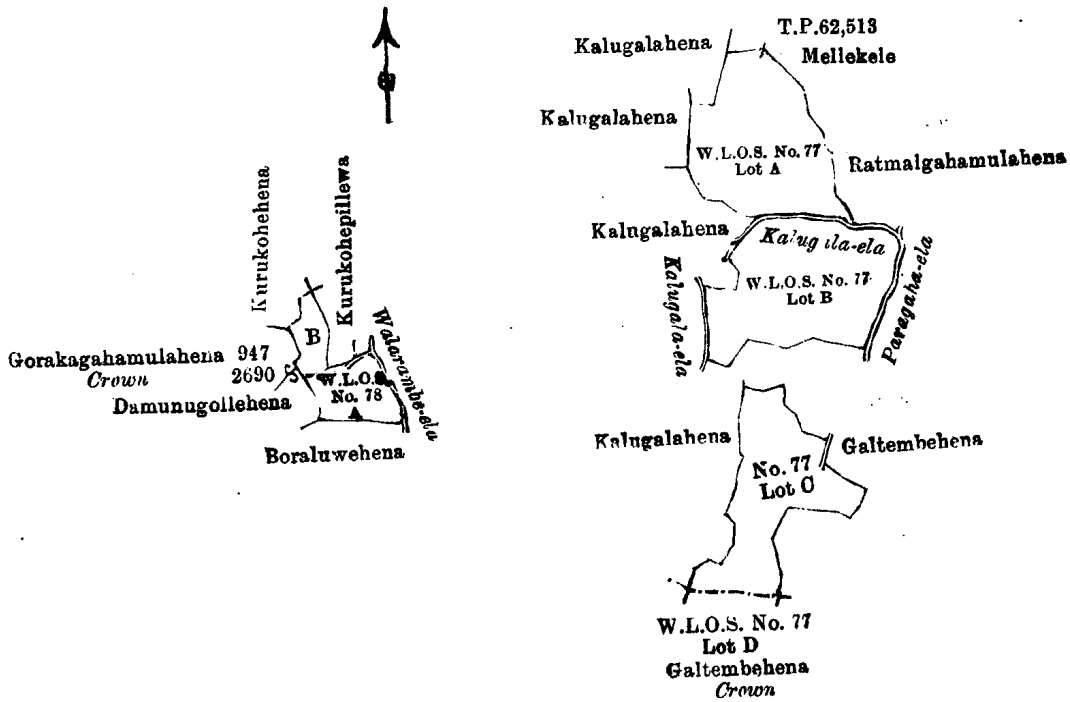 Kurukohehena
Kurukohepillewa
Walarambe-ela
B
Gorakagahamulahena 947
Crown 2690
Damunugollehena
W.L.O.S.
No. 78
A
Boraluwehena
T.P.62,513
Kalugalahena
Mellekele
Kalugalahena
W.L.O.S. No. 77
Lot A
Ratmalgahamulahena
Kalugalahena
Kalugala-ela
Kalugala-ela
W.L.O.S. No. 77
Lot B
Paragaha-ela
Kalugalahena
Galtembehena
No. 77
Lot C
W.L.O.S. No. 77
Lot D
Galtembehena
Crown